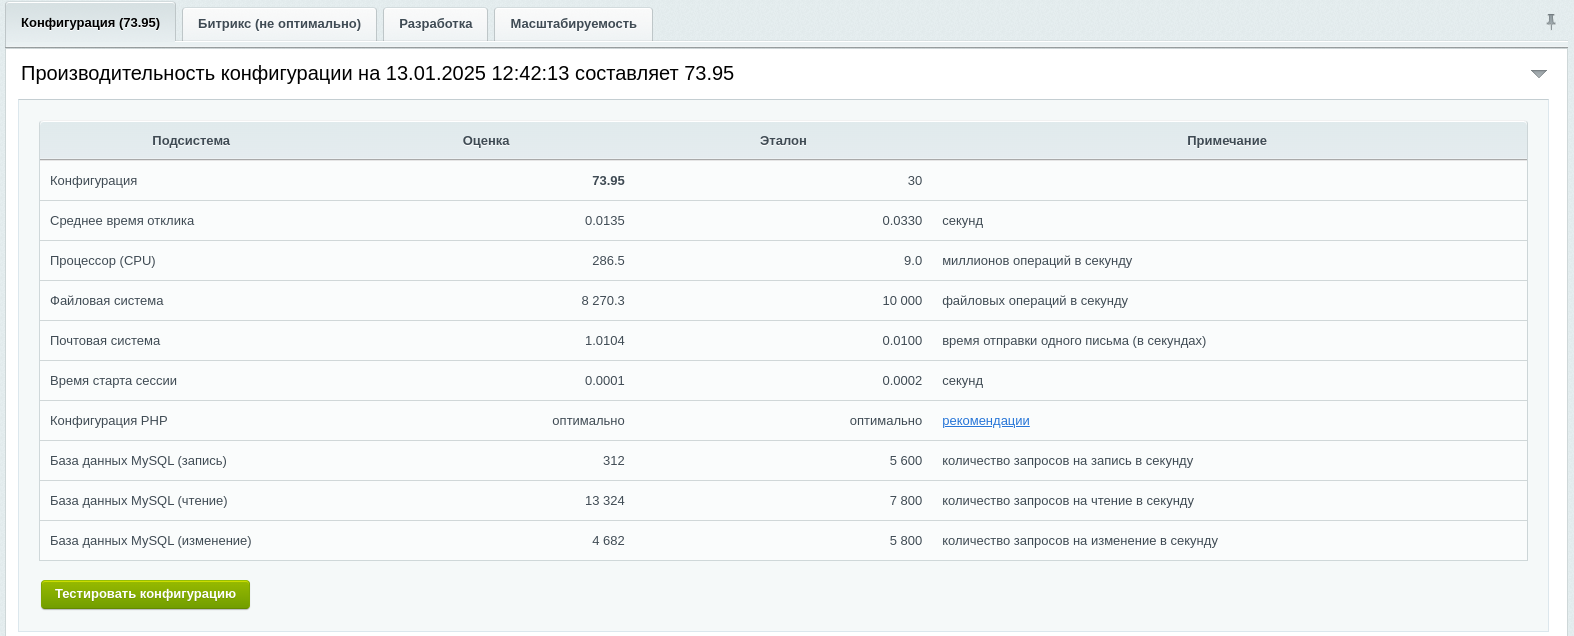 Конфигурация (73.95) Битрикс (не оптимально) Разработка Масштабируемость
Производительность конфигурации на 13.01.2025 12:42:13 составляет 73.95
Подсистема Оценка Эталон Примечание
Конфигурация 73.95 30
Среднее время отклика 0.0135 0.0330 секунд
Процессор (CPU) 286.5 9.0 миллионов операций в секунду
Файловая система 8 270.3 10 000 файловых операций в секунду
Почтовая система 1.0104 0.0100 время отправки одного письма (в секундах)
Время старта сессии 0.0001 0.0002 секунд
Конфигурация PHP оптимально оптимально рекомендации
База данных MySQL (запись) 312 5 600 количество запросов на запись в секунду
База данных MySQL (чтение) 13 324 7 800 количество запросов на чтение в секунду
База данных MySQL (изменение) 4 682 5 800 количество запросов на изменение в секунду
Тестировать конфигурацию